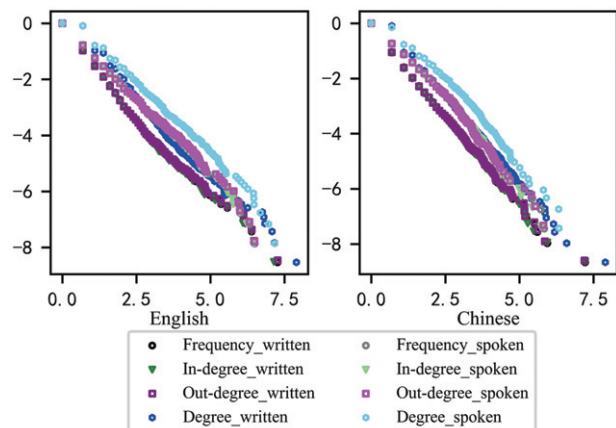 0
−2
−4
−6
−8
0.0 2.5 5.0 7.5
English
0
−2
−4
−6
−8
0.0 2.5 5.0 7.5
Chinese
Frequency_written Frequency_spoken
In-degree_written In-degree_spoken
Out-degree_written Out-degree_spoken
Degree_written Degree_spoken